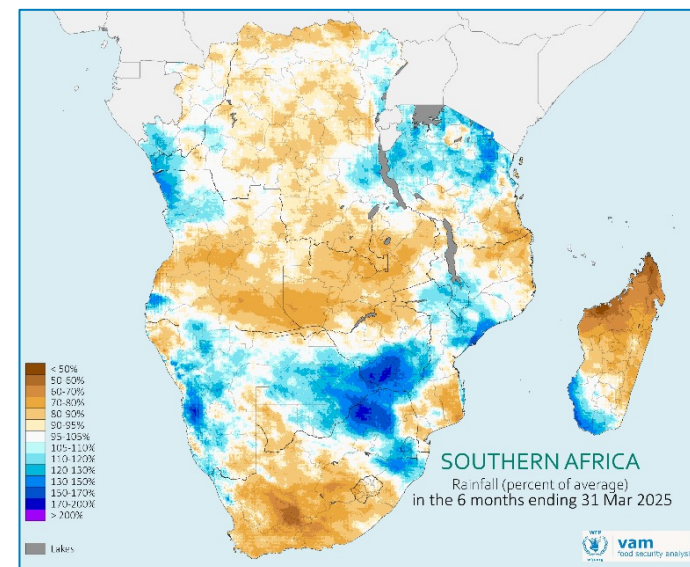 < 50%
50-60%
60-70%
70-80%
80-90%
90-95%
95-105%
105-110%
110-120%
120 130%
130 150%
150-170%
170-200%
> 200%
Lakes
SOUTHERN AFRICA
Rainfall (percent of average)
in the 6 months ending 31 Mar 2025
WFP
vam
food security analysis